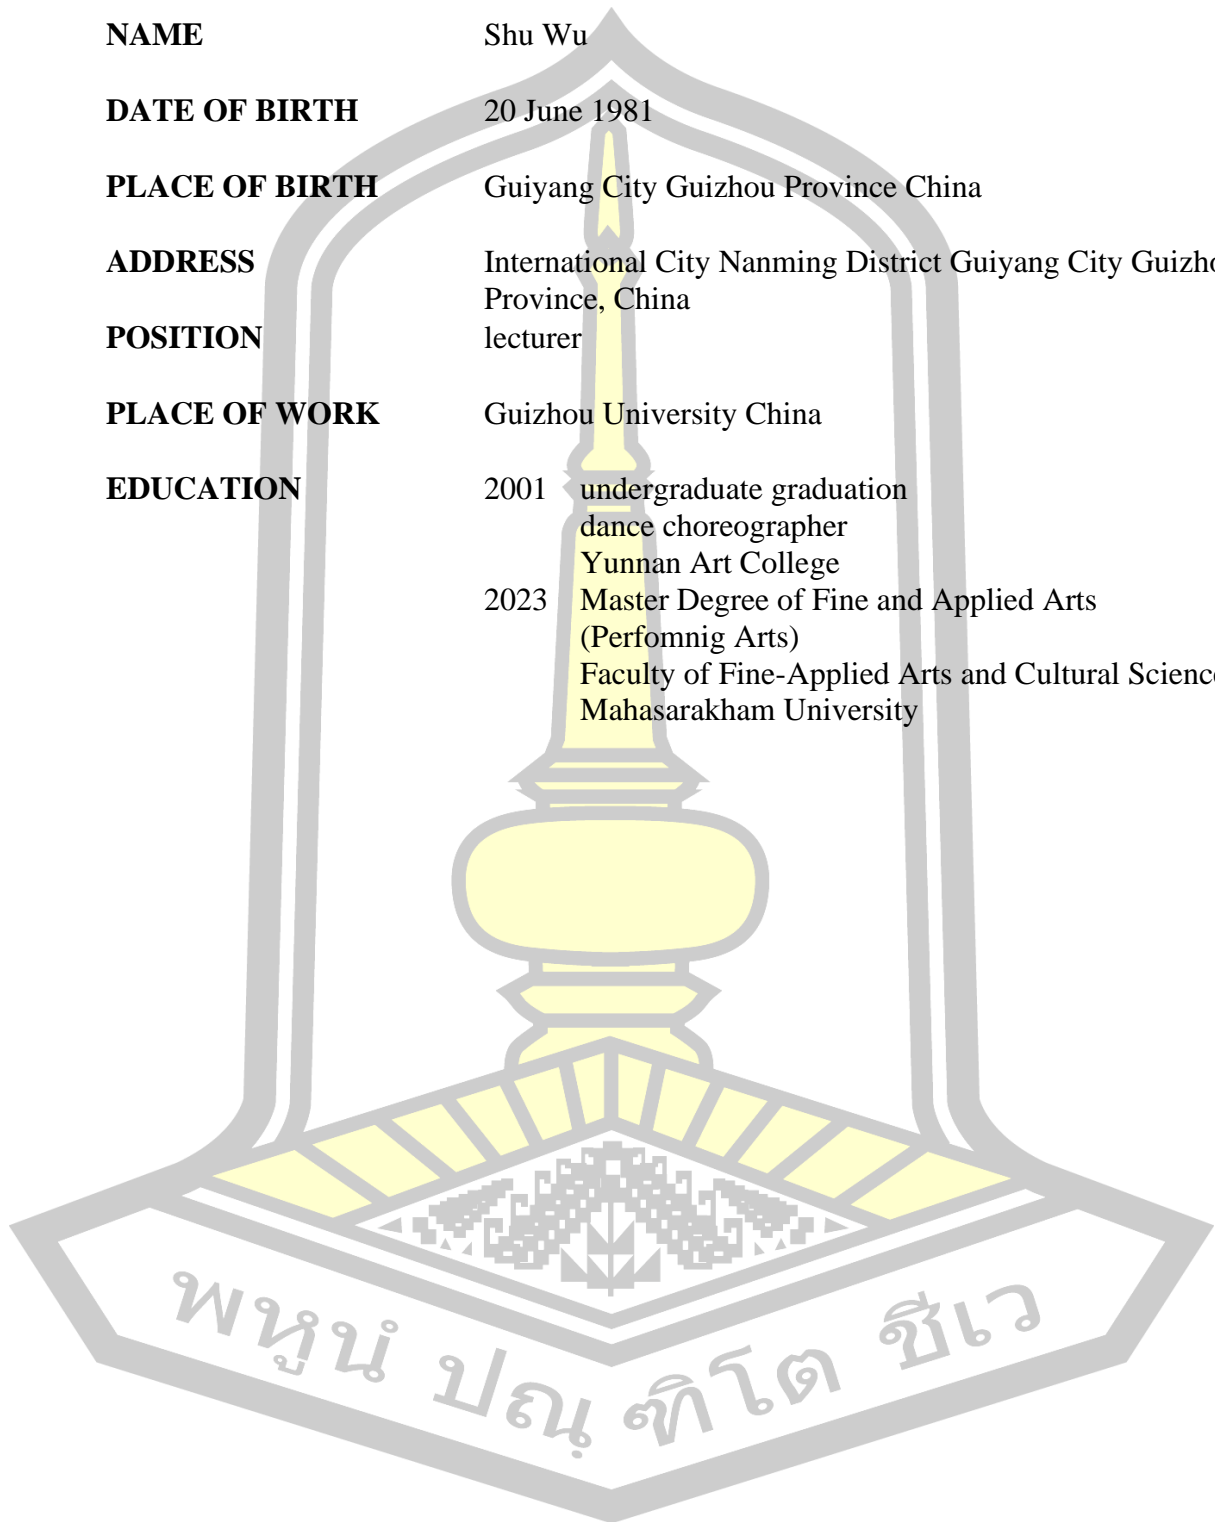 NAME Shu Wu
DATE OF BIRTH 20 June 1981
PLACE OF BIRTH Guiyang City Guizhou Province China
ADDRESS International City Nanming District Guiyang City
Province, China
POSITION lecturer
PLACE OF WORK Guizhou University China
EDUCATION 2001 undergraduate graduation
dance choreographer
Yunnan Art College
2023 Master Degree of Fine and Applied Arts
(Perfomnig Arts)
Faculty of Fine-Applied Arts and Cultural
Mahasarakham University
พหูนํ ปณฺฑิโต ชีเว